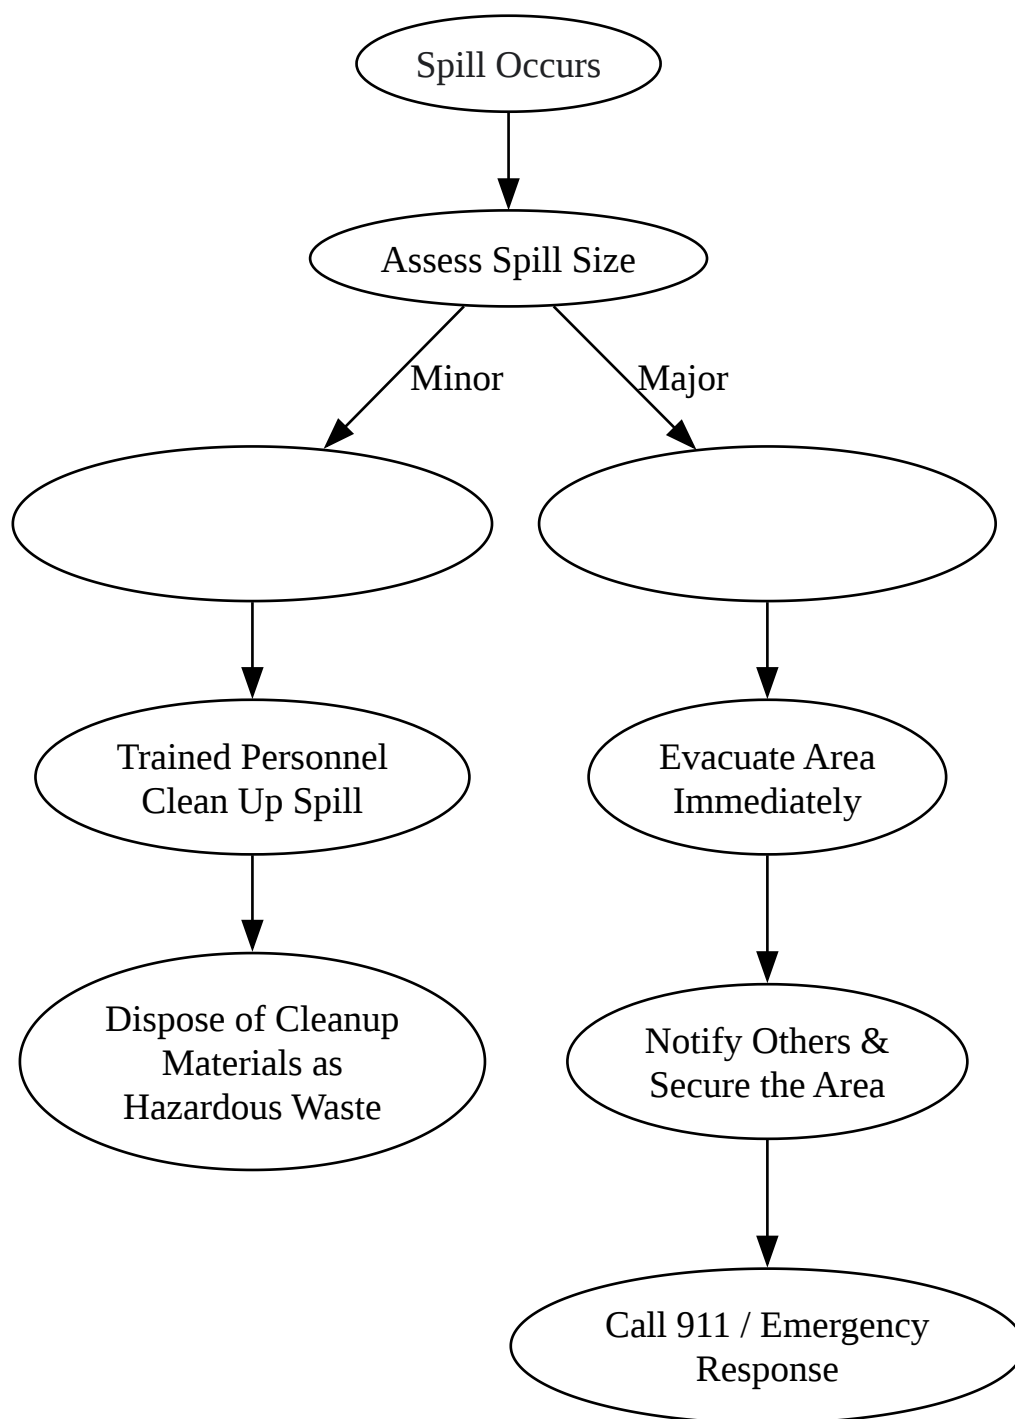 Spill Occurs
Assess Spill Size
Minor
Major
Trained Personnel
Clean Up Spill
Evacuate Area
Immediately
Dispose of Cleanup
Materials as
Hazardous Waste
Notify Others &
Secure the Area
Call 911 / Emergency
Response